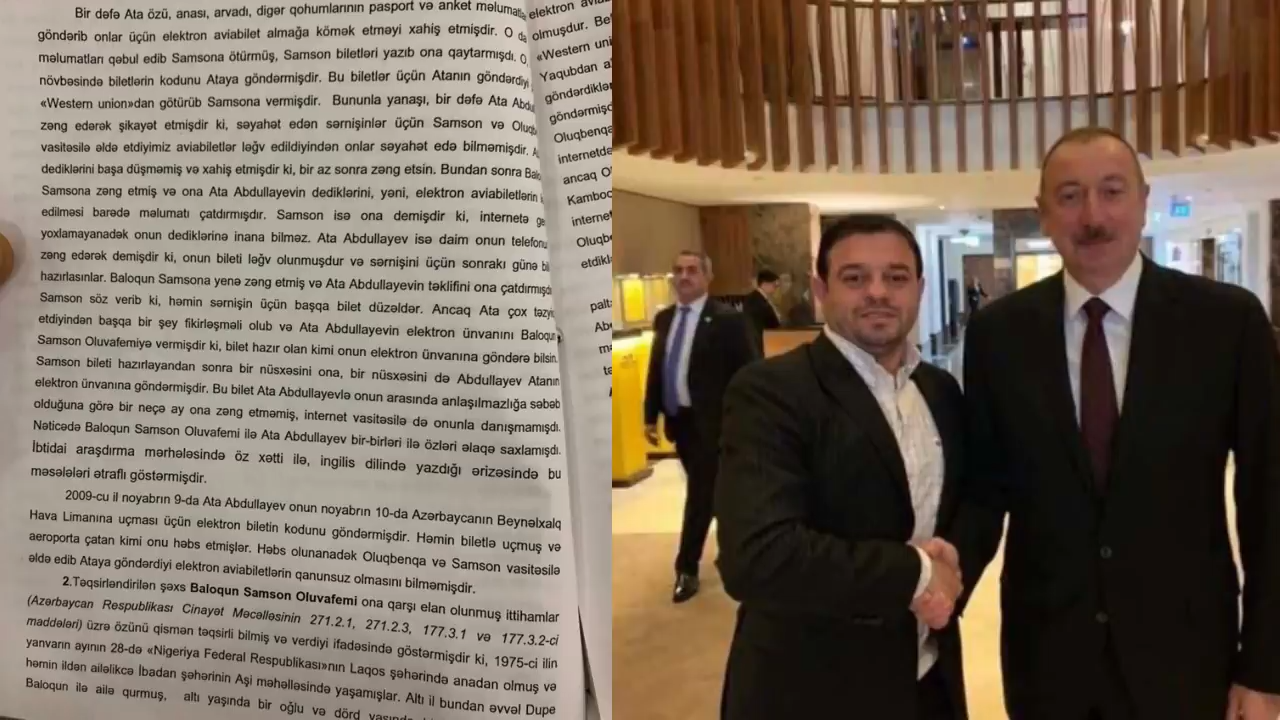 Bir dəfə Ata özü, anası, arvadı, digər qohumlarının pasport və anket
göndərib onlar üçün elektron aviabilet almağa kömək etməyi xahiş etmişdir. O
məlumatları qəbul edib Samsona ötürmüş, Samson biletləri yazıb ona qaytarmışdı. O,
növbəsində biletlərin kodunu Ataya göndərmişdir. Bu biletlər üçün Atanın
«Western union»dan götürüb Samsona vermişdir. Bununla yanaşı, bir dəfə Ata
zəng edərək şikayət etmişdir ki, səyahət edən sərnişinlər üçün Samson və
vasitəsilə əldə etdiyimiz aviabiletlər ləğv edildiyindən onlar səyahət edə bilməmişdir.
dediklərini başa düşməmiş və xahiş etmişdir ki, bir az sonra zəng etsin. Bundan sonra
Samsona zəng etmiş və ona Ata Abdullayevin dediklərini, yəni, elektron aviabiletlərin
edilməsi barədə məlumatı çatdırmışdır. Samson isə ona demişdir ki, internetə
yoxlamayanadək onun dediklərinə inana bilməz. Ata Abdullayev isə daim onun
zəng edərək demişdir ki, onun bileti ləğv olunmuşdur və sərnişini üçün sonrakı günə
hazırlasınlar. Baloqun Samsona yenə zəng etmiş və Ata Abdullayevin təklifini ona
Samson söz verib ki, həmin sərnişin üçün başqa bilet düzəldər. Ancaq Ata çox
etdiyindən başqa bir şey fikirləşməli olub və Ata Abdullayevin elektron ünvanını
Samson Oluvafemiyə vermişdir ki, bilet hazır olan kimi onun elektron ünvanına göndərə bilsin.
Samson bileti hazırlayandan sonra bir nüsxəsini ona, bir nüsxəsini də Abdullayev Atanın
elektron ünvanına göndərmişdir. Bu bilet Ata Abdullayevlə onun arasında anlaşılmazlığa səbəb
olduğuna görə bir neçə ay ona zəng etməmiş, internet vasitəsilə də onunla danışmamışdı.
Nəticədə Baloqun Samson Oluvafemi ilə Ata Abdullayev bir-birləri ilə özləri əlaqə saxlamışdı.
İbtidai araşdırma mərhələsində öz xətti ilə, ingilis dilində yazdığı ərizəsində bu
məsələləri ətraflı göstərmişdir.
2009-cu il noyabrın 9-da Ata Abdullayev onun noyabrın 10-da Azərbaycanın Beynəlxalq
Hava Limanına uçması üçün elektron biletin kodunu göndərmişdir. Həmin biletlə uçmuş və
aeroporta çatan kimi onu həbs etmişlər. Həbs olunanadək Oluqbenqa və Samson vasitəsilə
əldə edib Ataya göndərdiyi elektron aviabiletlərin qanunsuz olmasını bilməmişdir.
2.Təqsirləndirilən şəxs Baloqun Samson Oluvafemi ona qarşı elan olunmuş ittihamlar
(Azərbaycan Respublikası Cinayət Məcəlləsinin 271.2.1, 271.2.3, 177.3.1 və 177.3.2-ci
maddələri) üzrə özünü qismən təqsirli bilmiş və verdiyi ifadəsində göstərmişdir ki, 1975-ci ilin
yanvarın ayının 28-də «Nigeriya Federal Respublikası»nın Laqos şəhərində anadan olmuş və
həmin ildən ailəlikcə İbadan şəhərinin Aşi məhəlləsində yaşamışlar. Altı il bundan əvvəl Dupe
Baloqun ilə ailə qurmuş, altı yaşında bir oğlu və dörd
elektron
olmuşdur.
«Western
Yaqubdan
göndərdiklər
göndərmişd
Oluqbenqa
internetdə
ancaq
Kambod
internet